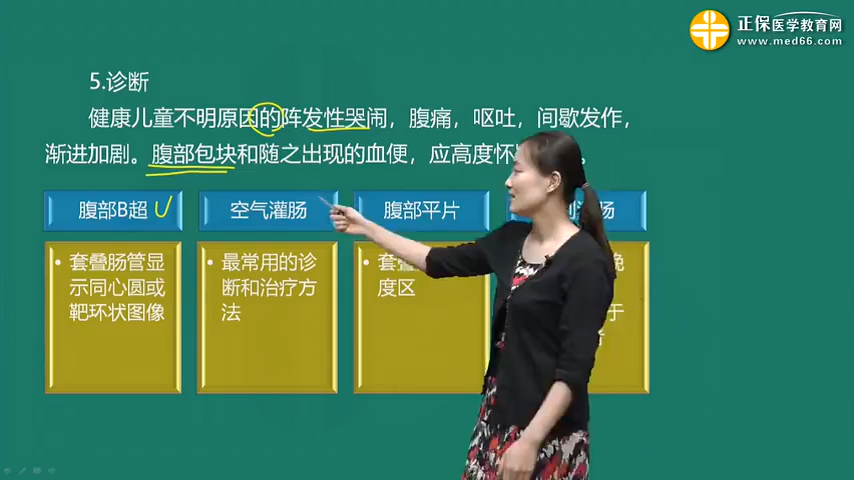 正保医学教育网
www.med66.com
5.诊断
健康儿童不明原因的阵发性哭闹，腹痛，呕吐，间歇发作，
渐进加剧。腹部包块和随之出现的血便，应高度怀
腹部B超
空气灌肠
腹部平片
肠
• 套叠肠管显
示同心圆或
靶环状图像
• 最常用的诊
断和治疗方
法
• 套
度区
于